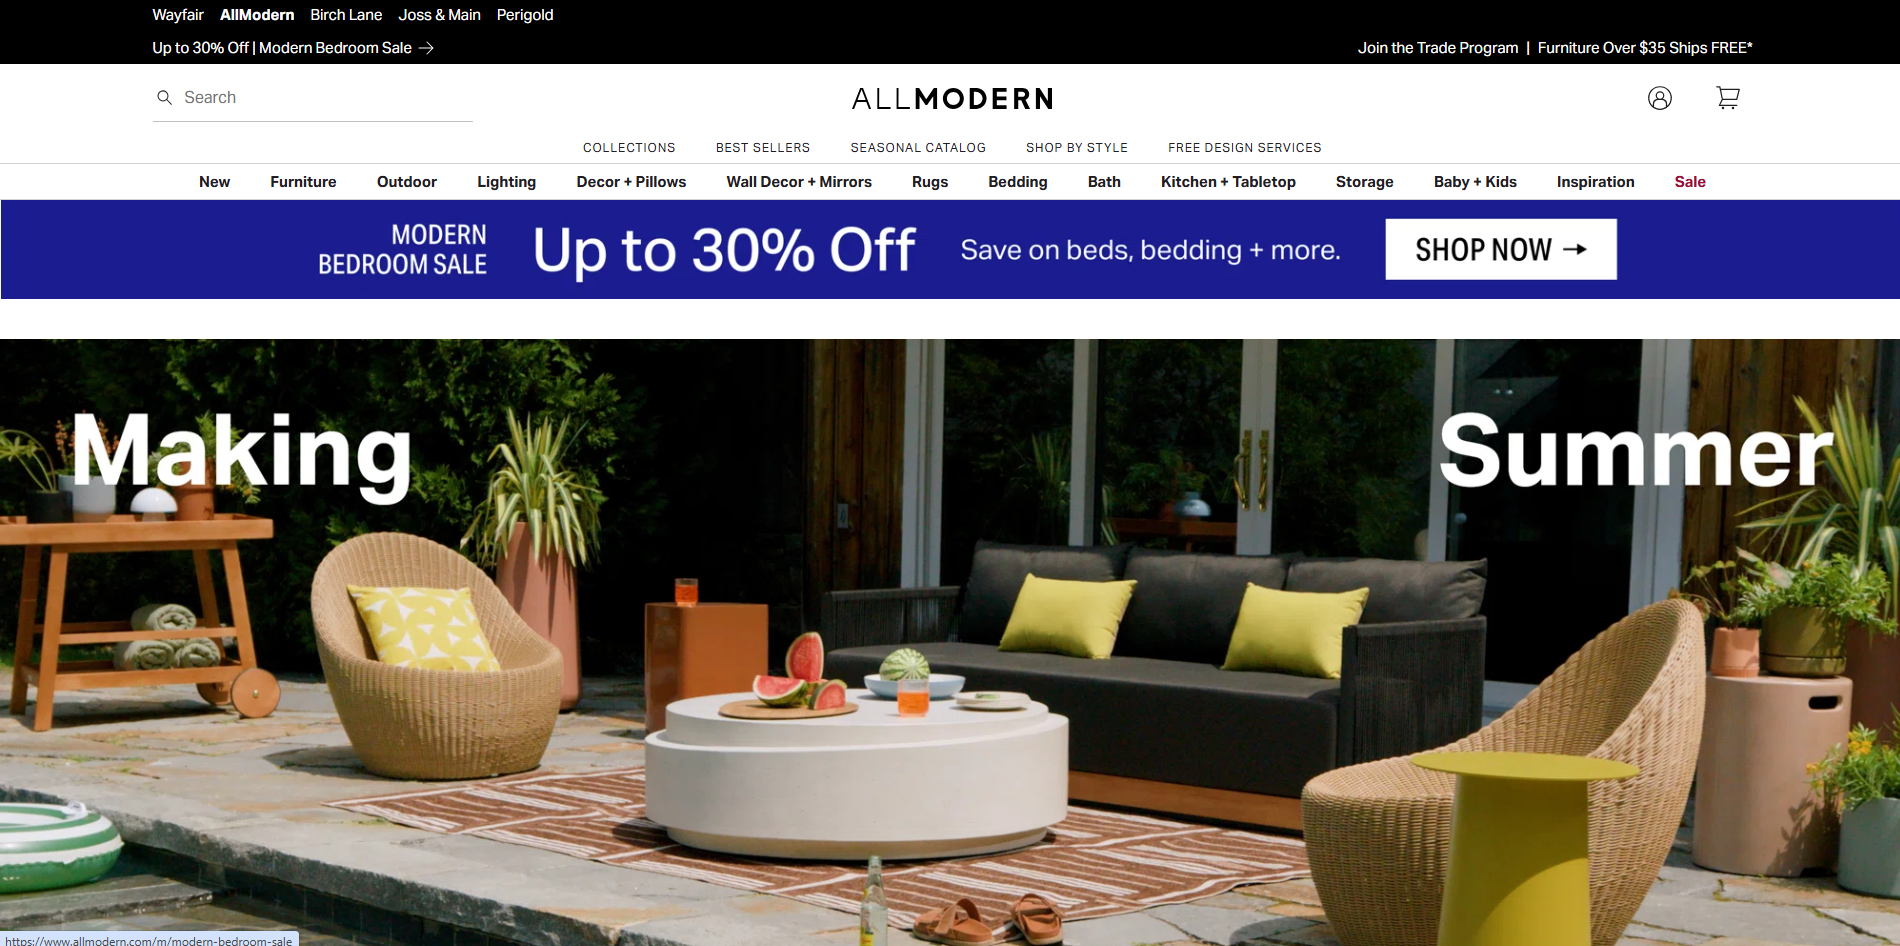 Wayfair AllModern Birch Lane Joss & Main Perigold
Up to 30% Off | Modern Bedroom Sale →
Join the Trade Program | Furniture Over $35 Ships FREE*
Search
ALLMODERN
COLLECTIONS BEST SELLERS SEASONAL CATALOG SHOP BY STYLE FREE DESIGN SERVICES
New Furniture Outdoor Lighting Decor + Pillows Wall Decor + Mirrors Rugs Bedding Bath Kitchen + Tabletop Storage Baby + Kids Inspiration Sale
MODERN
BEDROOM SALE
Up to 30% Off
Save on beds, bedding + more.
SHOP NOW →
Making
Summer
https://www.allmodern.com/m/modern-bedroom-sale